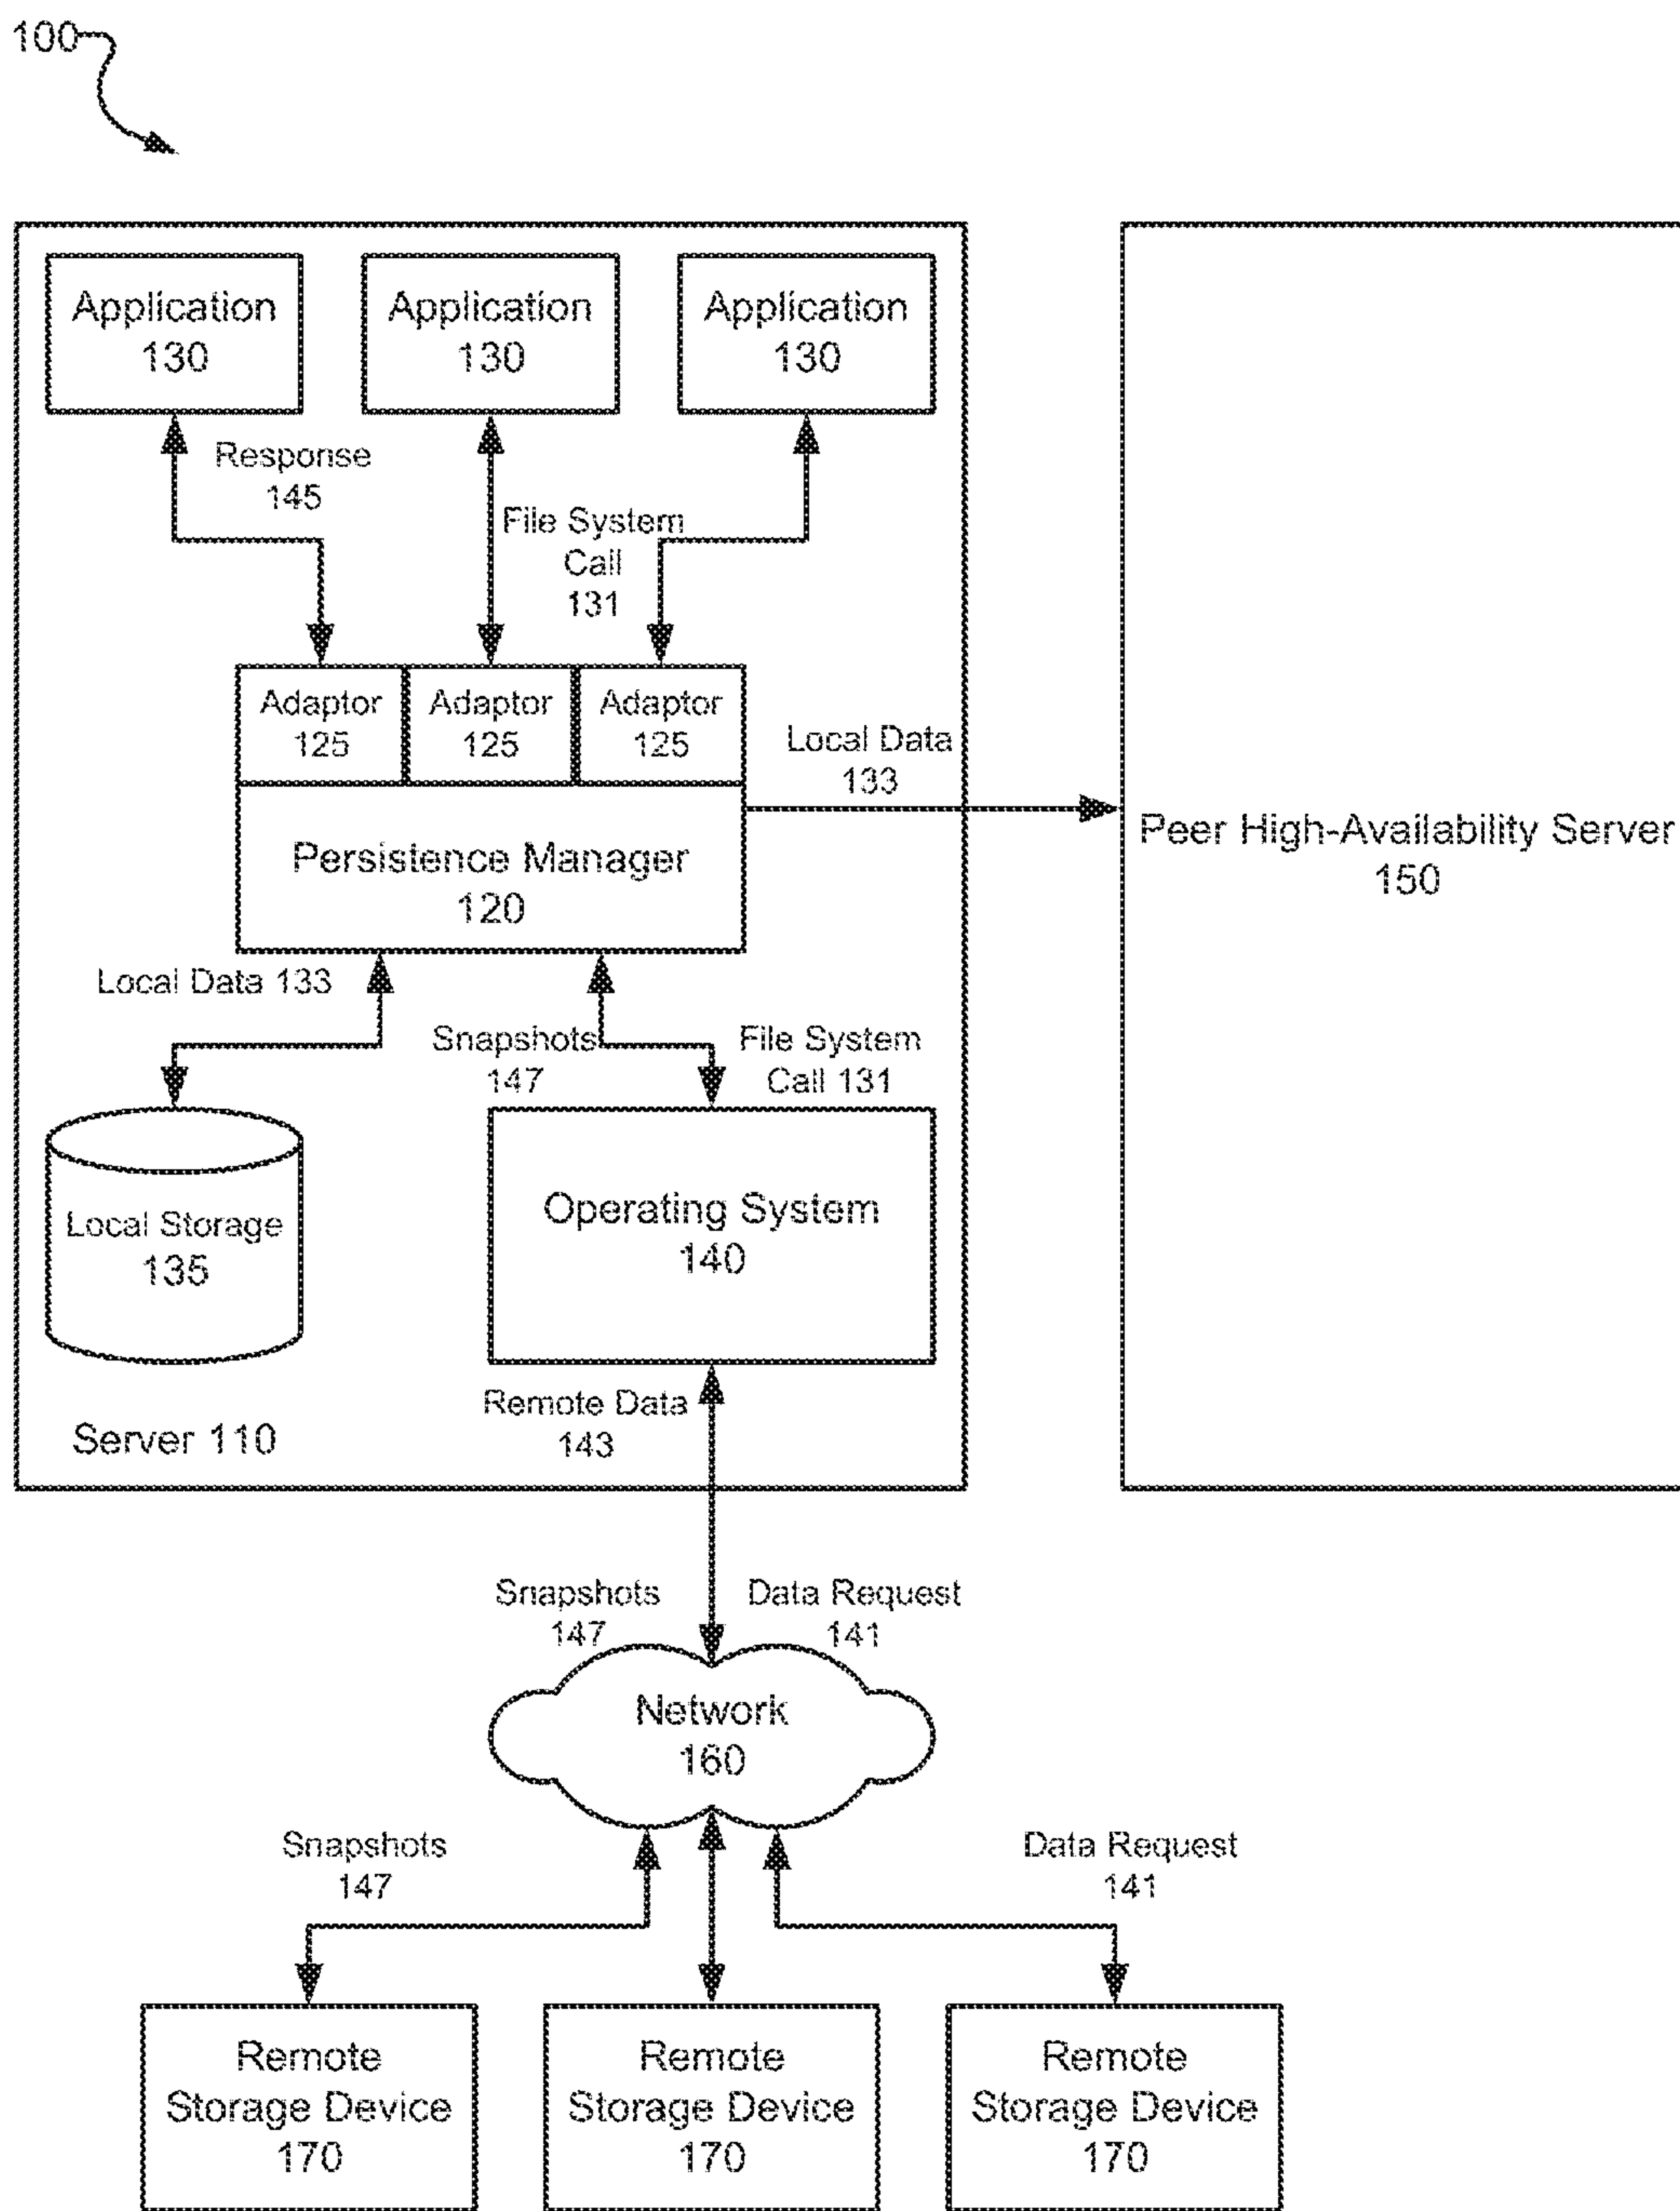 100
Application
130
Application
130
Application
130
Response
145
File System
Call
131
Adaptor
125
Adaptor
125
Adaptor
125
Local Data
133
Persistence Manager
120
Peer High-Availability Server
150
Local Data 133
Snapshots
147
File System
Call 131
Local Storage
135
Operating System
140
Remote Data
143
Server 110
Snapshots
147
Data Request
141
Network
160
Snapshots
147
Data Request
141
Remote
Storage Device
170
Remote
Storage Device
170
Remote
Storage Device
170